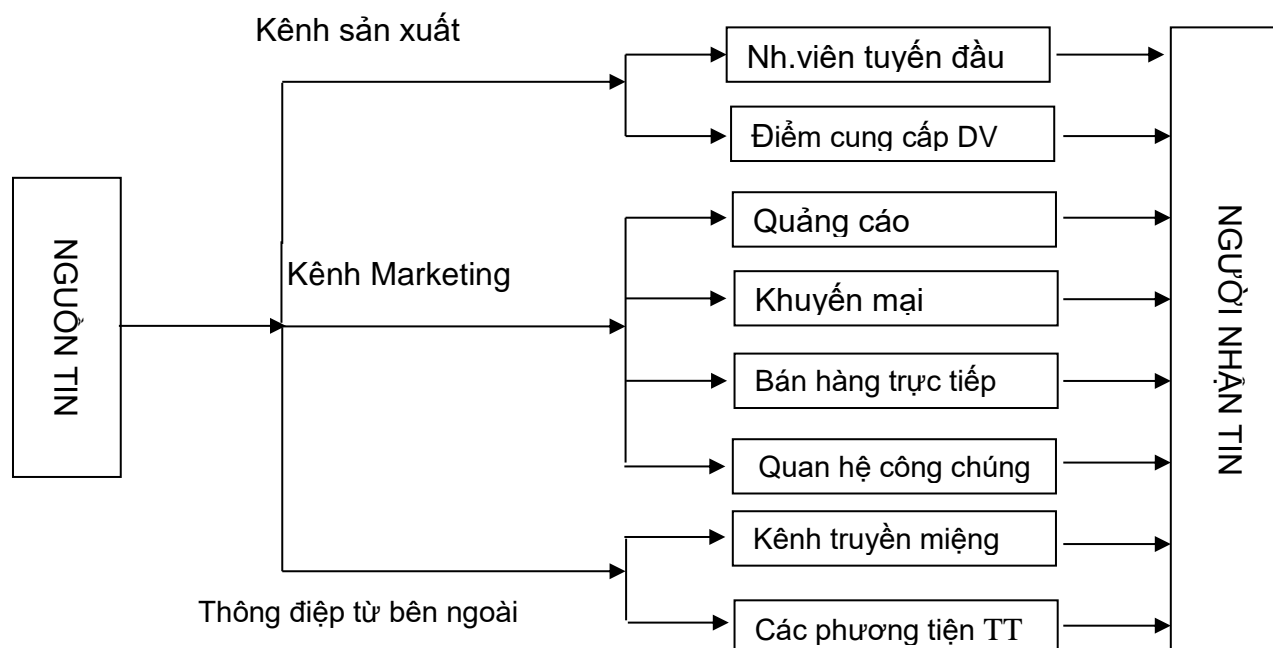 Kênh sản xuất
Nh.viên tuyến đầu
Điểm cung cấp DV
NGUỒN TIN
Kênh Marketing
Quảng cáo
Khuyến mại
Bán hàng trực tiếp
Quan hệ công chúng
Thông điệp từ bên ngoài
Kênh truyền miệng
Các phương tiện TT
NGƯỜI NHẬN TIN